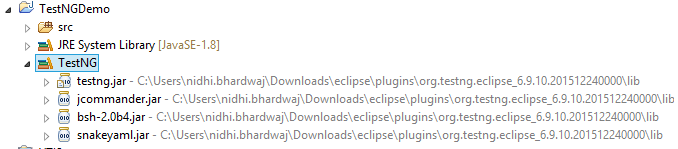 TestNGDemo
src
JRE System Library [JavaSE-1.8]
TestNG
testng.jar - C:\Users\nidhi.bhardwaj\Downloads\eclipse\plugins\org.testng.eclipse_6.9.10.201512240000\lib
jcommander.jar - C:\Users\nidhi.bhardwaj\Downloads\eclipse\plugins\org.testng.eclipse_6.9.10.201512240000\lib
bsh-2.0b4.jar - C:\Users\nidhi.bhardwaj\Downloads\eclipse\plugins\org.testng.eclipse_6.9.10.201512240000\lib
snakeyaml.jar - C:\Users\nidhi.bhardwaj\Downloads\eclipse\plugins\org.testng.eclipse_6.9.10.201512240000\lib